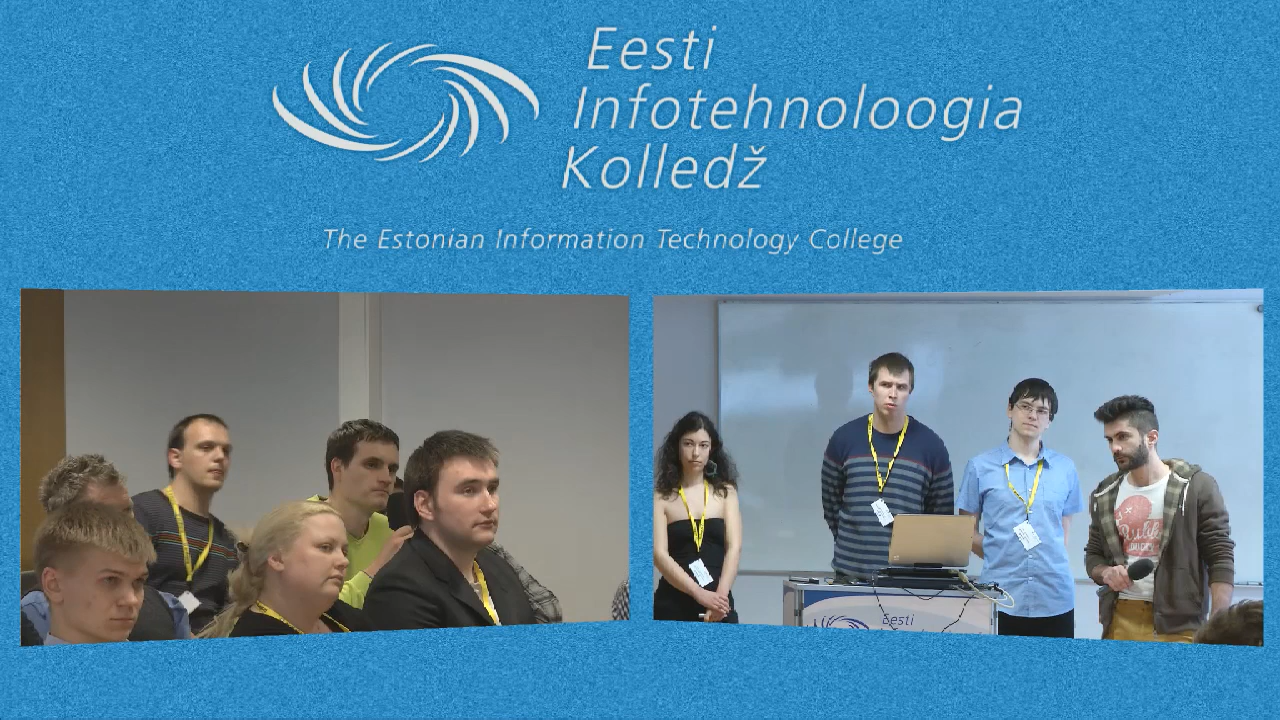 Eesti
Infotehnoloogia
Kolledž
The Estonian Information Technology College
Eesti